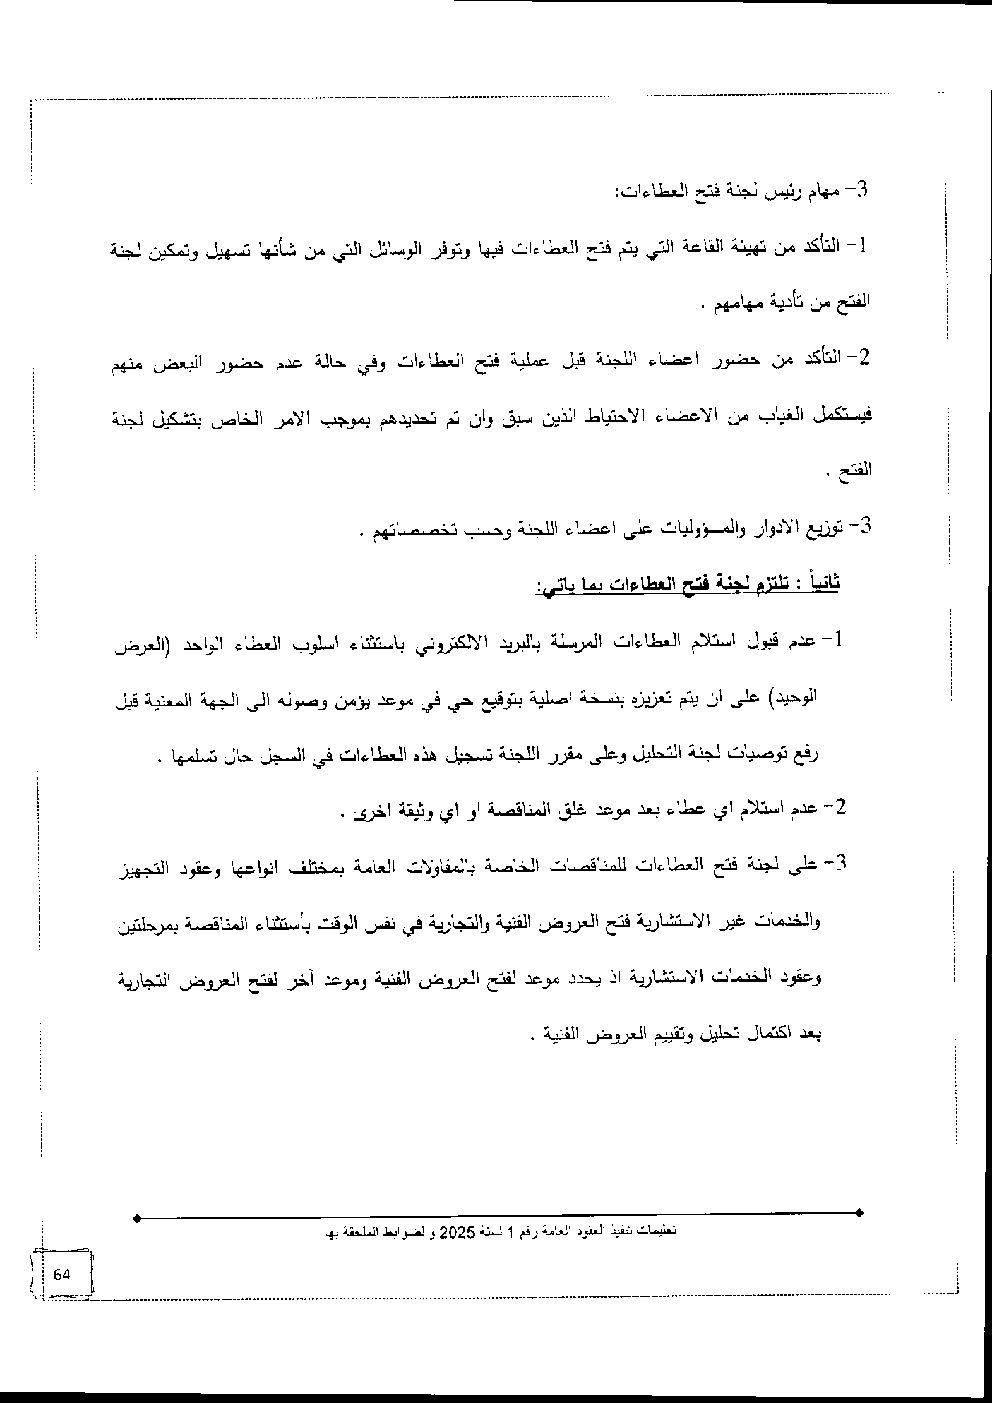 3- مهام رئيس لجنة فتح العطاءات:
1- التأكد من تهيئة القاعة التي يتم فتح العطاءات فيها وتوفر الوسائل التي من شأنها تسهيل وتمكين لجنة
الفتح من تأدية مهامهم .
2- التأكد من حضور اعضاء اللجنة قبل عملية فتح العطاءات وفي حالة عدم حضور البعض منهم
فيستكمل الغياب من الاعضاء الاحتياط الذين سبق وان تم تحديدهم بموجب الامر الخاص بتشكيل لجنة
الفتح .
3- توزيع الادوار والمسؤوليات على اعضاء اللجنة وحسب تخصصاتهم .
ثانياً : تلتزم لجنة فتح العطاءات بما يأتي:
1- عدم قبول استلام العطاءات المرسلة بالبريد الالكتروني باستثناء اسلوب العطاء الواحد (العرض
الوحيد) على ان يتم تعزيزه بنسخة اصلية بتوقيع حي في موعد يؤمن وصوله الى الجهة المعنية قبل
رفع توصيات لجنة التحليل وعلى مقرر اللجنة تسجيل هذه العطاءات في السجل حال تسلمها .
2- عدم استلام اي عطاء بعد موعد غلق المناقصة او اي وثيقة اخرى .
3- على لجنة فتح العطاءات للمناقصات الخاصة بالمقاولات العامة بمختلف انواعها وعقود التجهيز
والخدمات غير الاستشارية فتح العروض الفنية والتجارية في نفس الوقت بأستثناء المناقصة بمرحلتين
وعقود الخدمات الاستشارية اذ يحدد موعد لفتح العروض الفنية وموعد آخر لفتح العروض التجارية
بعد اكتمال تحليل وتقييم العروض الفنية .
تعليمات تنفيذ العقود العامة رقم 1 لسنة 2025 والضوابط الملحقة بها
64